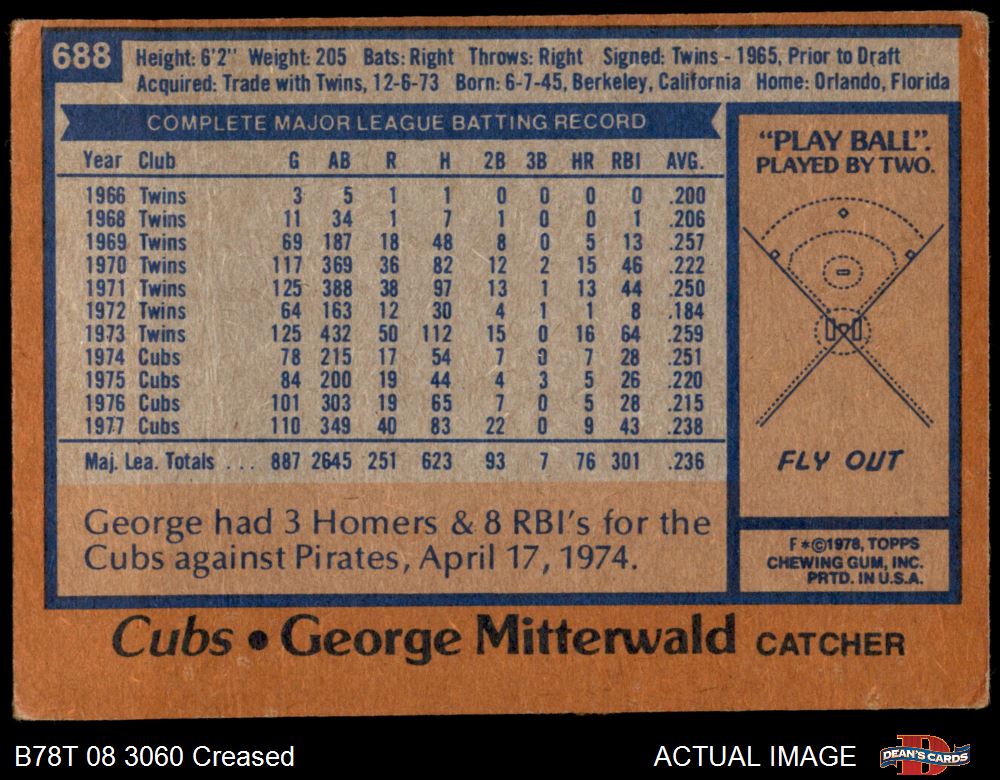 688
Height: 6'2" Weight: 205 Bats: Right Throws: Right Signed: Twins - 1965, Prior to Draft
Acquired: Trade with Twins, 12-6-73 Born: 6-7-45, Berkeley, California Home: Orlando, Florida
COMPLETE MAJOR LEAGUE BATTING RECORD
Year Club G AB R H 2B 3B HR RBI AVG.
1966 Twins 3 5 1 1 0 0 0 0 .200
1968 Twins 11 34 1 7 1 0 0 1 .206
1969 Twins 69 187 18 48 8 0 5 13 .257
1970 Twins 117 369 36 82 12 2 15 46 .222
1971 Twins 125 388 38 97 13 1 13 44 .250
1972 Twins 64 163 12 30 4 1 1 8 .184
1973 Twins 125 432 50 112 15 0 16 64 .259
1974 Cubs 78 215 17 54 7 0 7 28 .251
1975 Cubs 84 200 19 44 4 3 5 26 .220
1976 Cubs 101 303 19 65 7 0 5 28 .215
1977 Cubs 110 349 40 83 22 0 9 43 .238
Maj. Lea. Totals ... 887 2645 251 623 93 7 76 301 .236
George had 3 Homers & 8 RBI's for the
Cubs against Pirates, April 17, 1974.
"PLAY BALL".
PLAYED BY TWO.
FLY OUT
F*©1978, TOPPS
CHEWING GUM, INC.
PRTD. IN U.S.A.
Cubs • George Mitterwald CATCHER
B78T 08 3060 Creased
ACTUAL IMAGE
DEAN'S CARDS